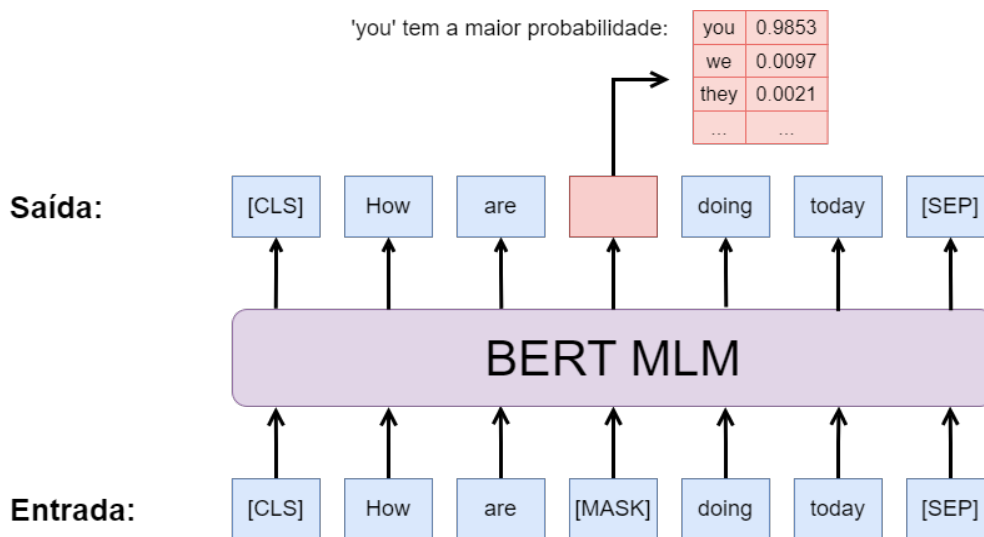 'you' tem a maior probabilidade:
you 0.9853
we 0.0097
they 0.0021
... ...
Saída: [CLS] How are doing today [SEP]
BERT MLM
Entrada: [CLS] How are [MASK] doing today [SEP]